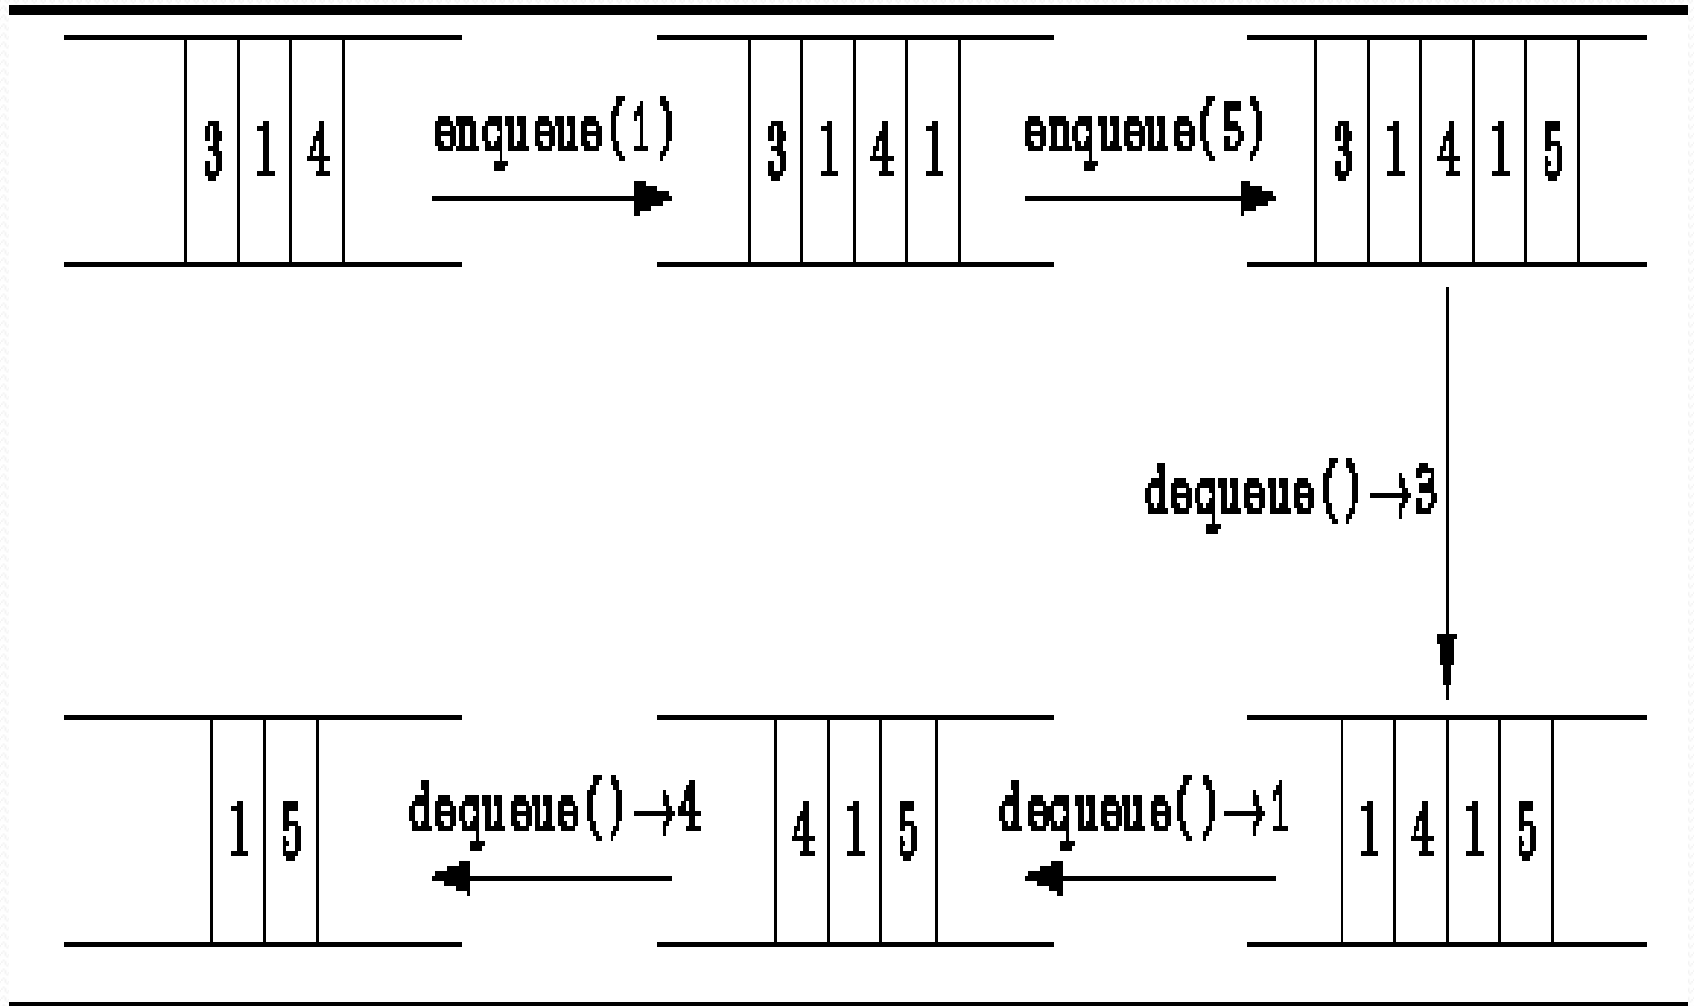 3 1 4
enqueue(1)
3 1 4 1
enqueue(5)
3 1 4 1 5
dequeue()→3
1 4 1 5
dequeue()→1
4 1 5
dequeue()→4
1 5